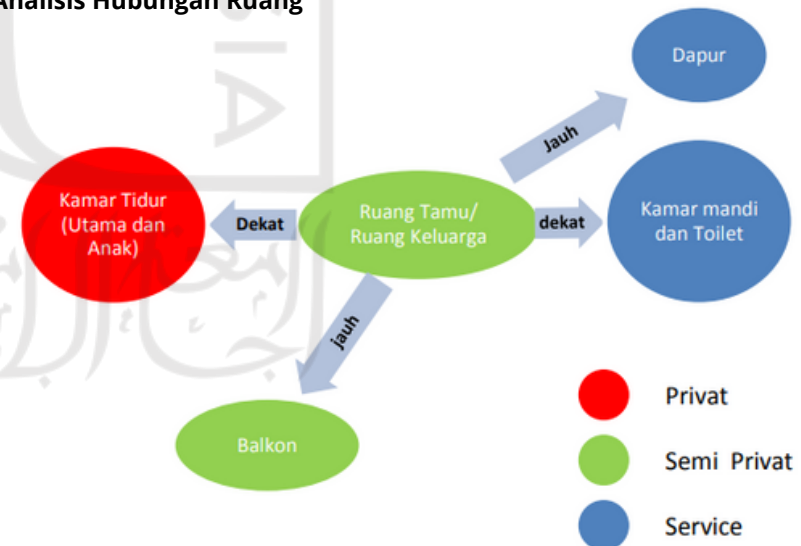 Analisis Hubungan Ruang
Dapur
Jauh
Kamar Tidur
(Utama dan
Anak)
Dekat
Ruang Tamu/
Ruang Keluarga
dekat
Kamar mandi
dan Toilet
jauh
Balkon
Privat
Semi Privat
Service